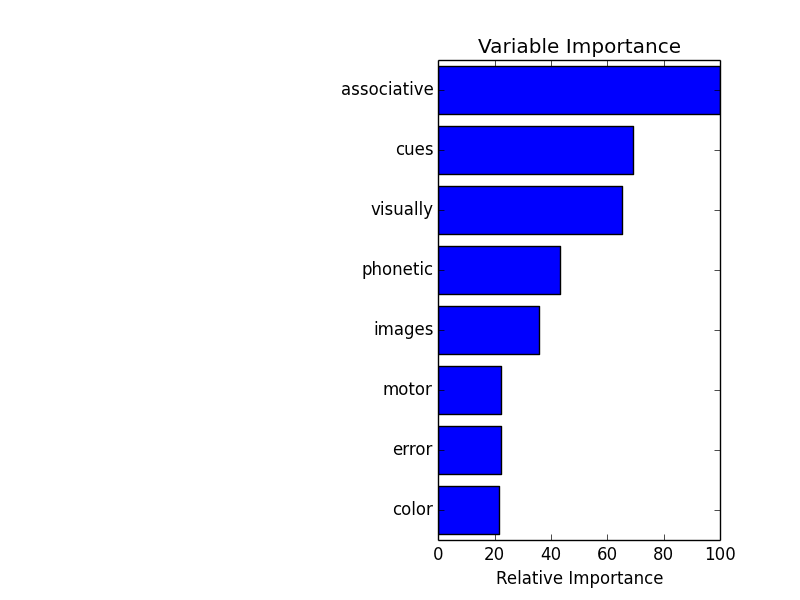 Variable Importance
associative
cues
visually
phonetic
images
motor
error
color
0 20 40 60 80 100
Relative Importance